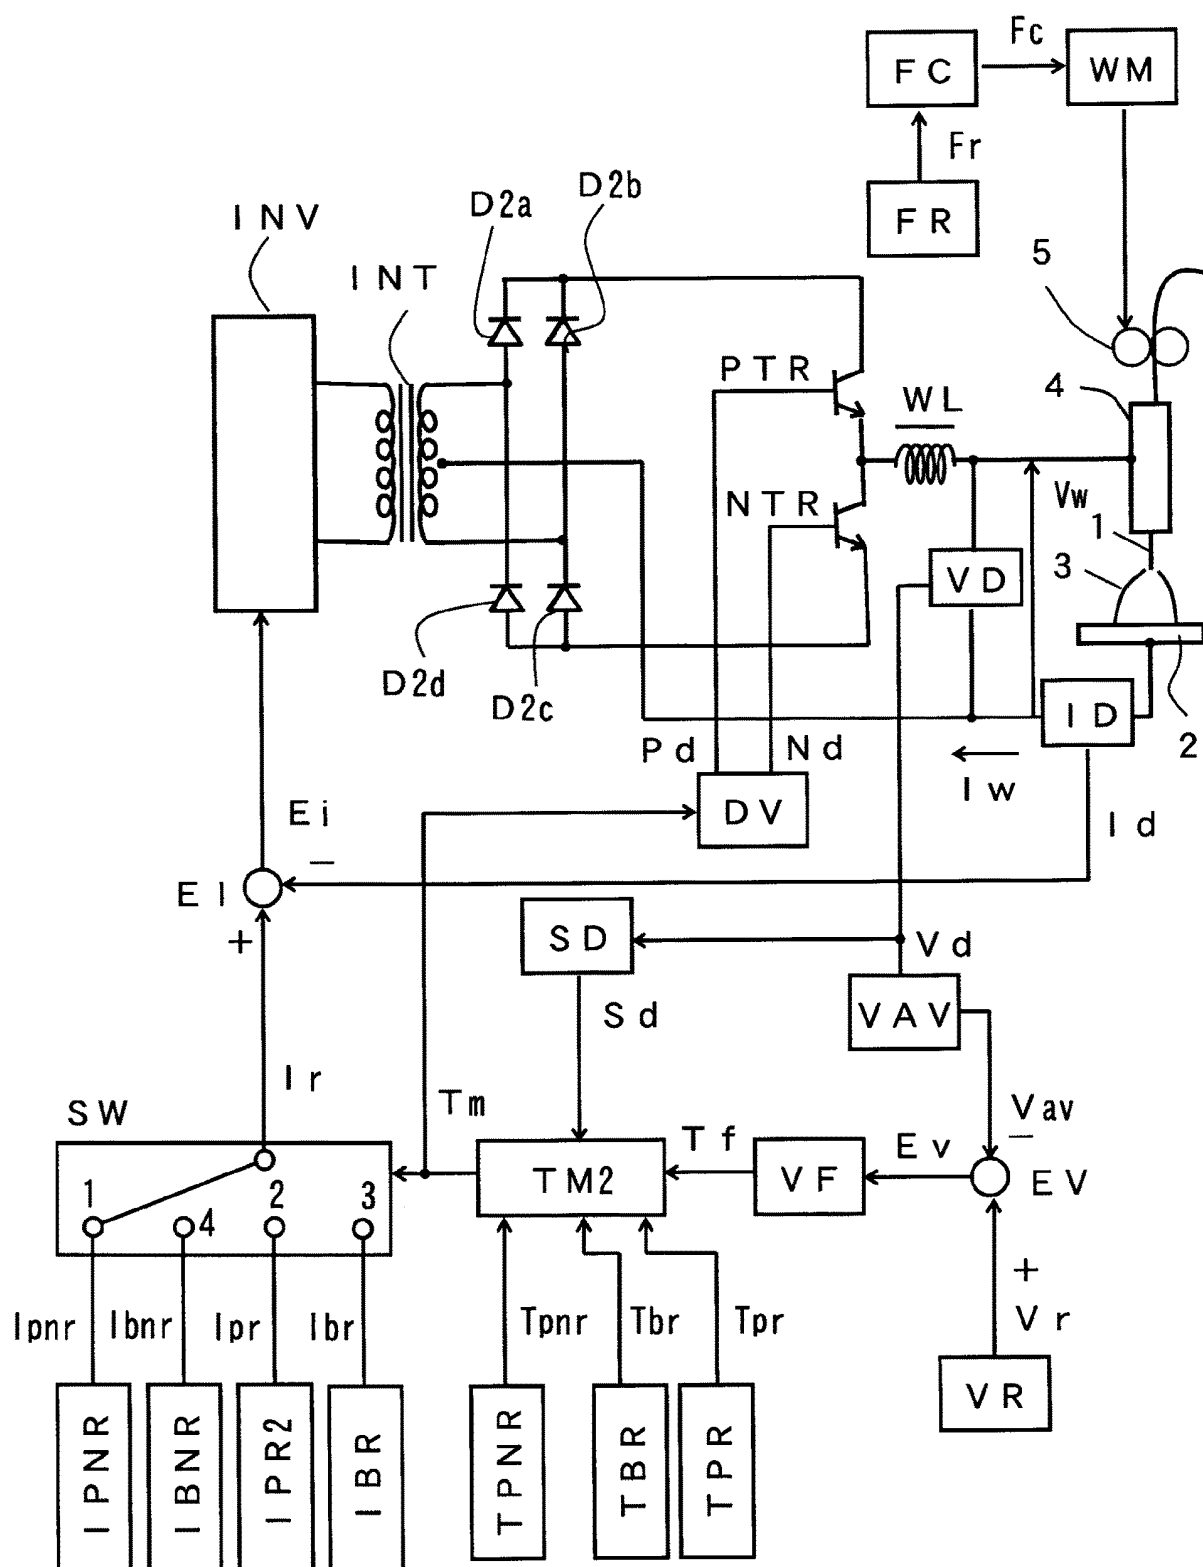 Fc
FC
WM
Fr
FR
D2b
D2a
INV
INT
5
PTR
4
WL
NTR
Vw
1
VD
3
D2d
D2c
ID
2
Pd
Nd
Iw
DV
Id
Ei
−
EI
+
SD
Vd
VAV
Sd
Ir
SW
Tm
Vav
−
Tf
Ev
TM2
VF
EV
1
2
3
4
+
Ipnr
Ibnr
Ipr
Ibr
Tpnr
Tbr
Tpr
Vr
VR
IPNR
IBNR
IPR2
IBR
TPNR
TBR
TPR